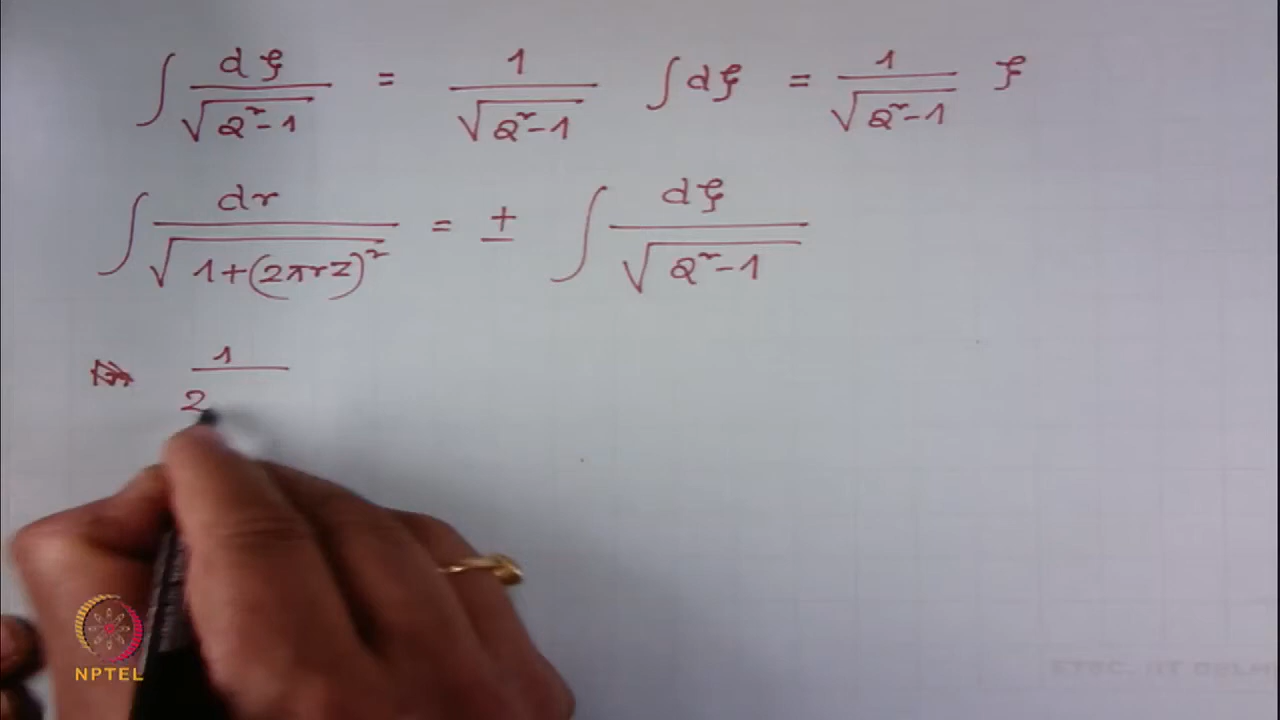 ∫ dξ / √(Q²-1) = 1 / √(Q²-1) ∫ dξ = 1 / √(Q²-1) ξ
∫ dr / √(1+(2πrz)²) = ± ∫ dξ / √(Q²-1)
1 / 2
NPTEL